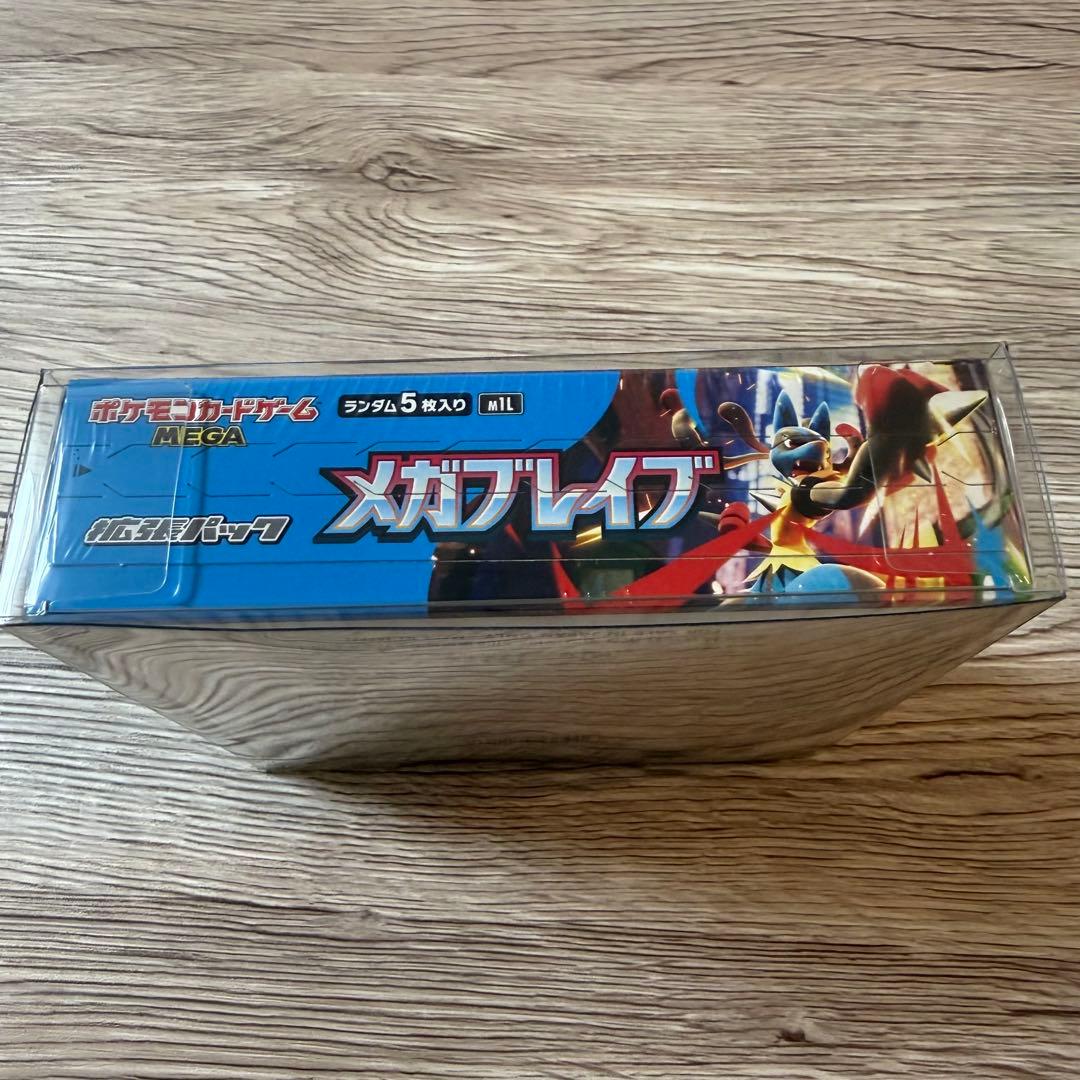 ポケモンカードゲーム
MEGA
ランダム5枚入り
M1L
メガブレイブ
拡張パック